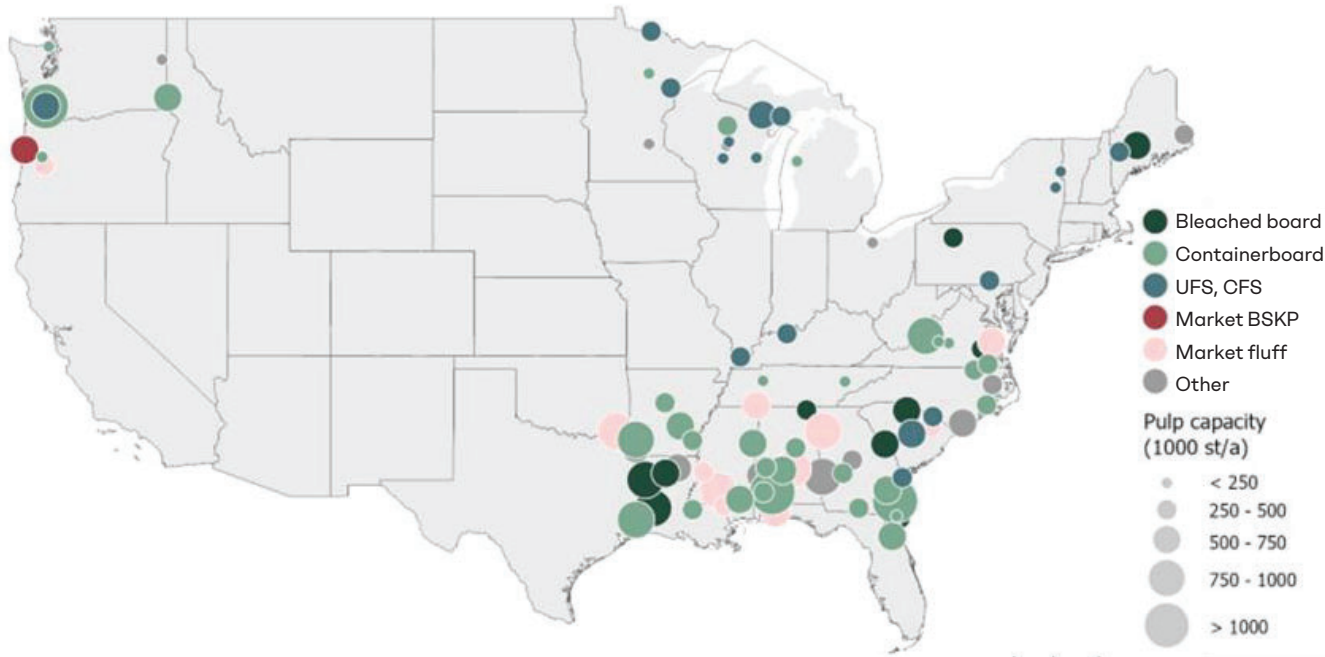 Bleached board
Containerboard
UFS, CFS
Market BSKP
Market fluff
Other
Pulp capacity
(1000 st/a)
< 250
250 - 500
500 - 750
750 - 1000
> 1000